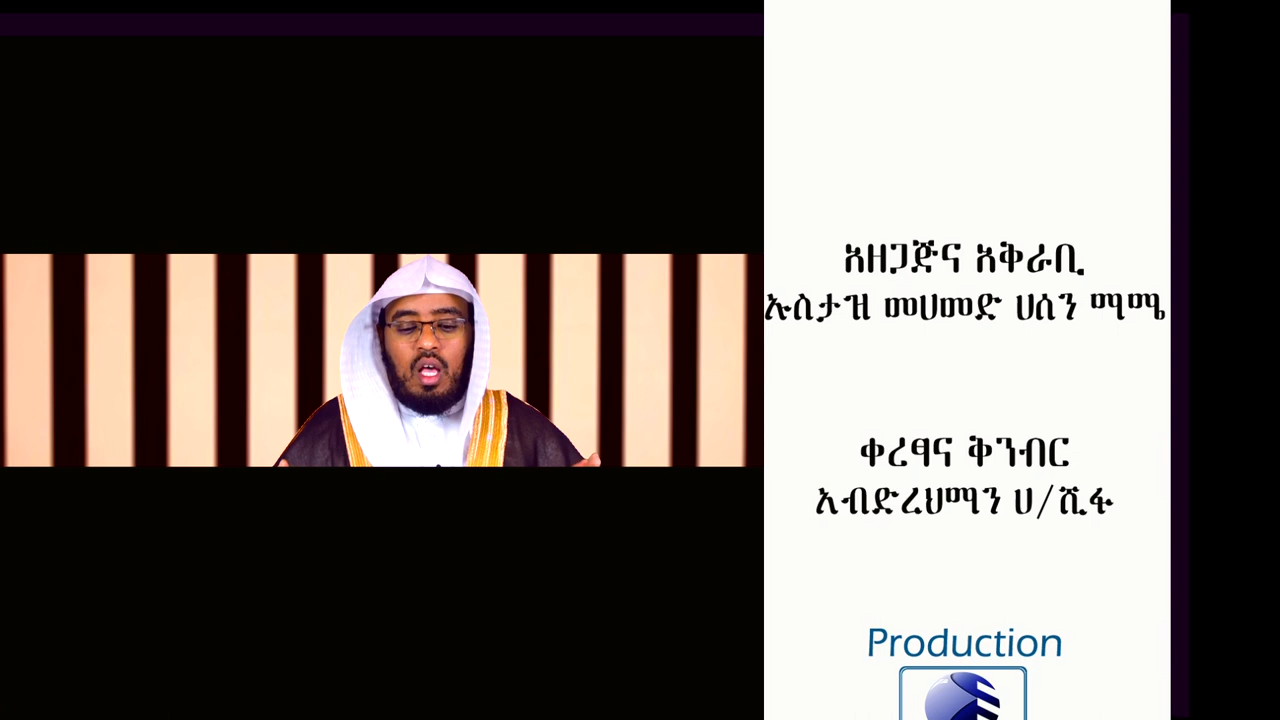 አዘጋጅና አቅራቢ
ኡስታዝ መሀመድ ሀሰን ማሜ
ቀረፃና ቅንብር
አብድረህማን ሀ/ሺፋ
Production